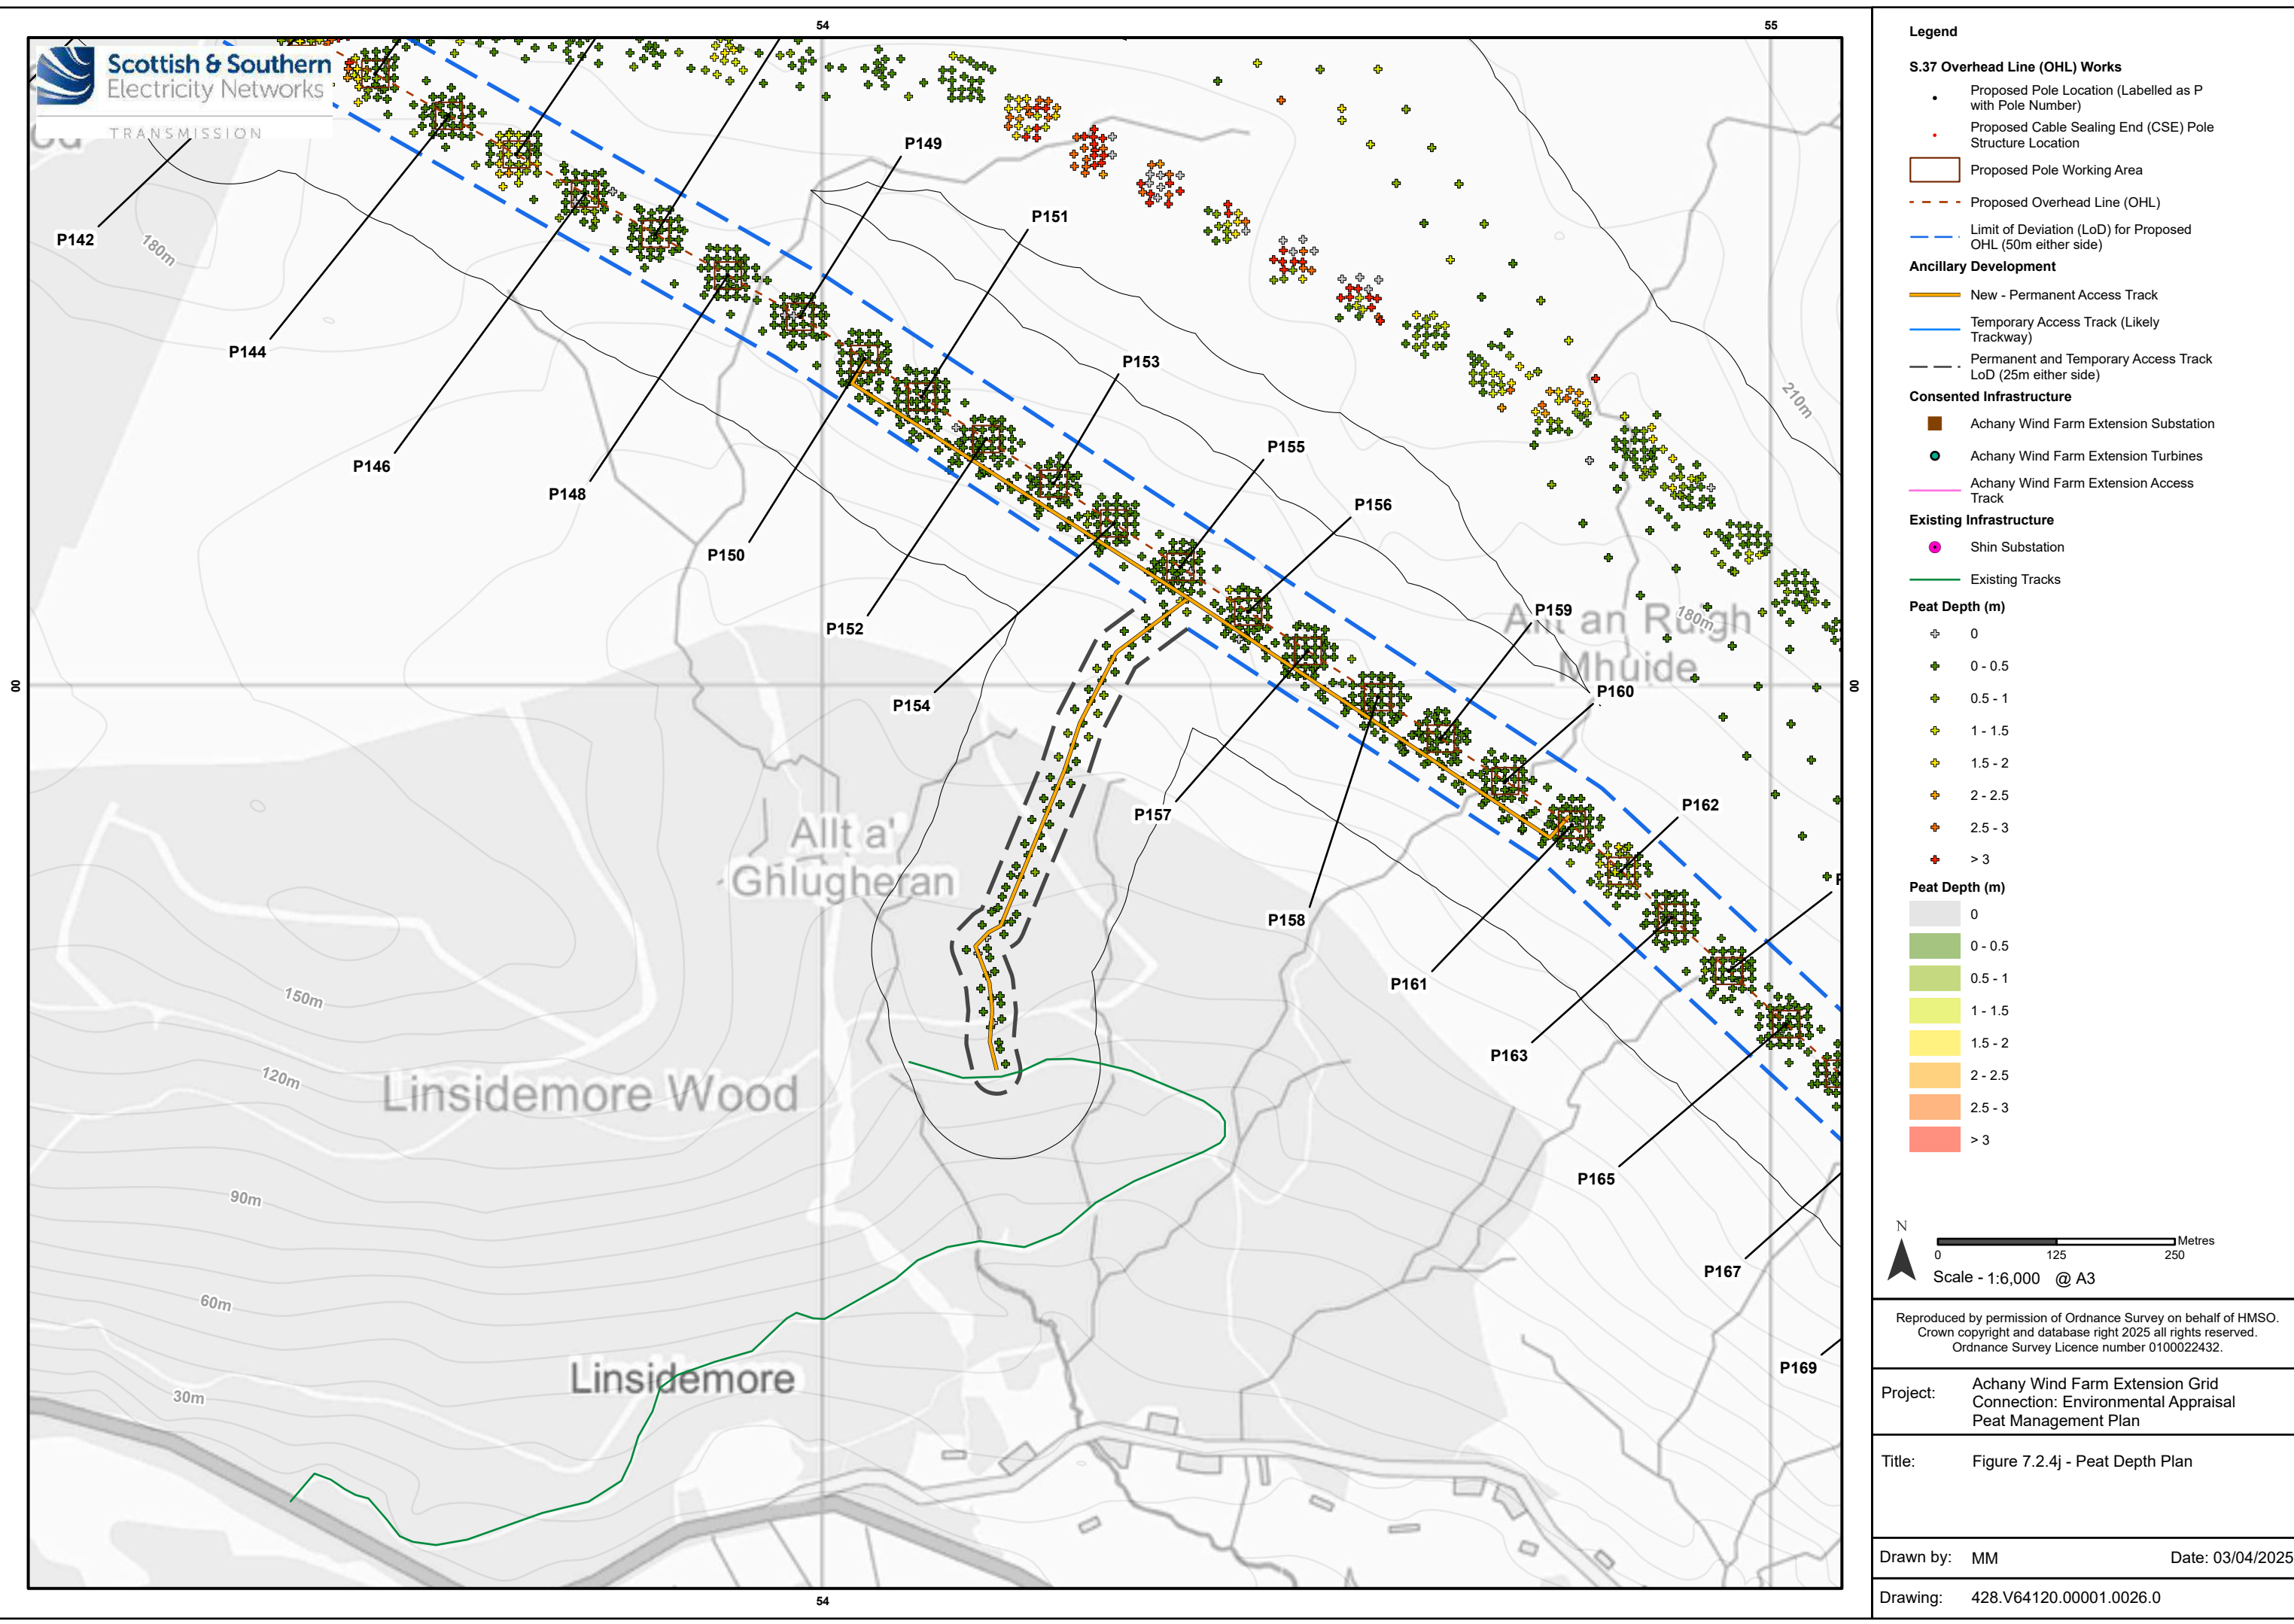 54
55
Scottish & Southern
Electricity Networks
TRANSMISSION
P149
P151
P142
180m
P144
P153
210m
P155
P146
P148
P156
P150
P159
Allt an Ruigh
Mhuide
180m
P152
00
00
P160
P154
P157
P162
Allt a'
Ghlugheran
P158
P161
150m
P163
120m
Linsidemore Wood
P165
90m
P167
60m
P169
Linsidemore
30m
54
Legend
S.37 Overhead Line (OHL) Works
Proposed Pole Location (Labelled as P
with Pole Number)
Proposed Cable Sealing End (CSE) Pole
Structure Location
Proposed Pole Working Area
Proposed Overhead Line (OHL)
Limit of Deviation (LoD) for Proposed
OHL (50m either side)
Ancillary Development
New - Permanent Access Track
Temporary Access Track (Likely
Trackway)
Permanent and Temporary Access Track
LoD (25m either side)
Consented Infrastructure
Achany Wind Farm Extension Substation
Achany Wind Farm Extension Turbines
Achany Wind Farm Extension Access
Track
Existing Infrastructure
Shin Substation
Existing Tracks
Peat Depth (m)
0
0 - 0.5
0.5 - 1
1 - 1.5
1.5 - 2
2 - 2.5
2.5 - 3
> 3
Peat Depth (m)
0
0 - 0.5
0.5 - 1
1 - 1.5
1.5 - 2
2 - 2.5
2.5 - 3
> 3
N
Metres
0 125 250
Scale - 1:6,000 @ A3
Reproduced by permission of Ordnance Survey on behalf of HMSO.
Crown copyright and database right 2025 all rights reserved.
Ordnance Survey Licence number 0100022432.
Project: Achany Wind Farm Extension Grid
Connection: Environmental Appraisal
Peat Management Plan
Title: Figure 7.2.4j - Peat Depth Plan
Drawn by: MM Date: 03/04/2025
Drawing: 428.V64120.00001.0026.0